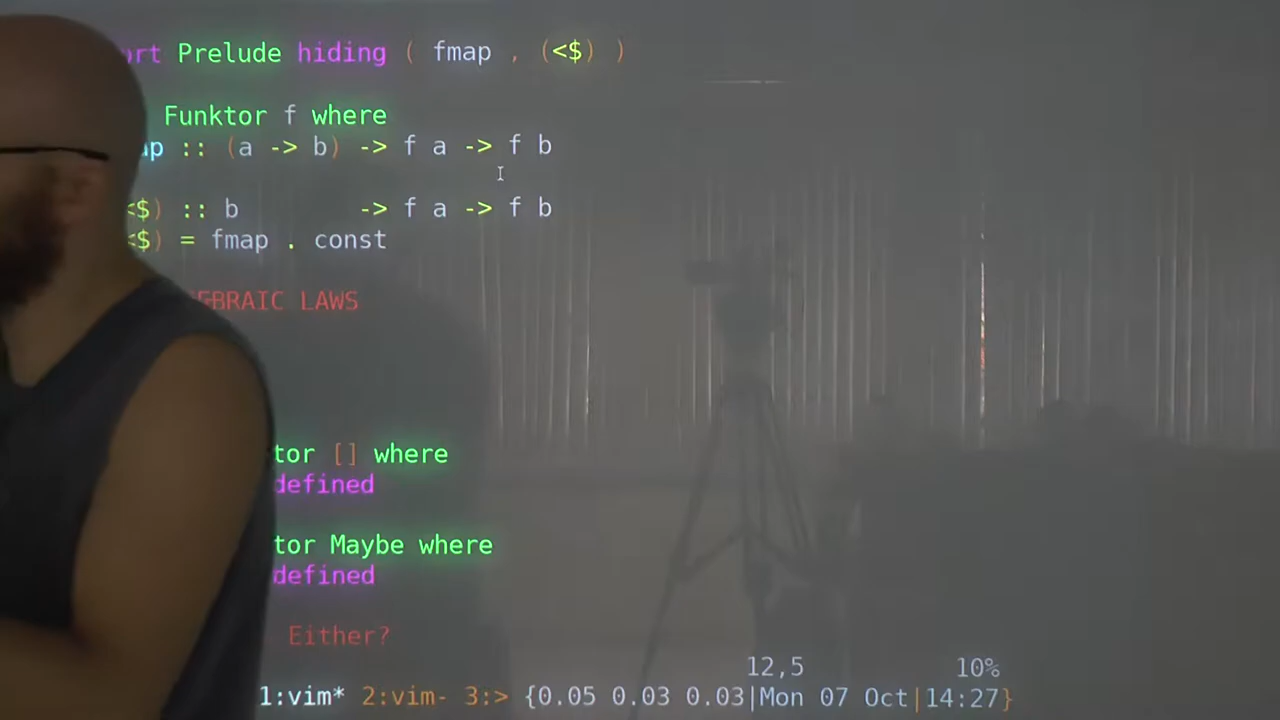 ort Prelude hiding ( fmap , (<$) )
Funktor f where
ap :: (a -> b) -> f a -> f b
<$) :: b -> f a -> f b
<$) = fmap . const
EBRAIC LAWS
tor [] where
defined
tor Maybe where
defined
Either?
12,5 10%
1:vim* 2:vim- 3:> {0.05 0.03 0.03|Mon 07 Oct|14:27}